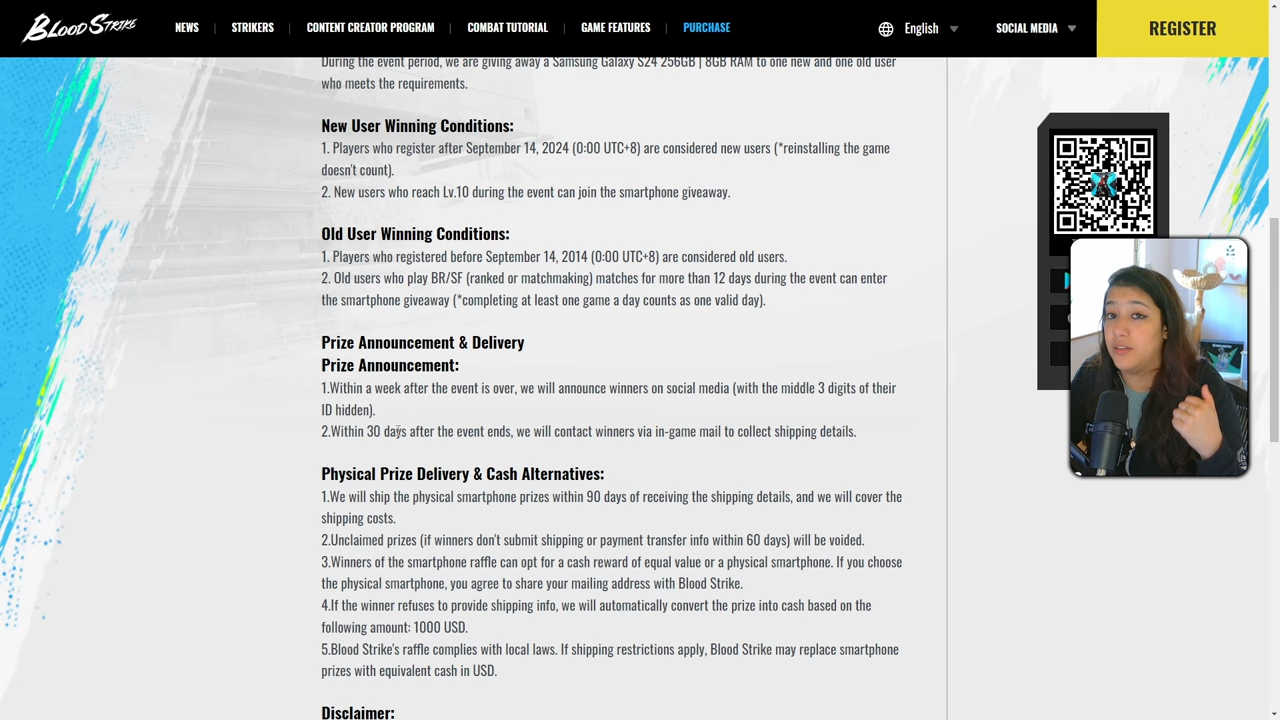 BLOOD STRIKE
NEWS
STRIKERS
CONTENT CREATOR PROGRAM
COMBAT TUTORIAL
GAME FEATURES
PURCHASE
English
SOCIAL MEDIA
REGISTER
During the event period, we are giving away a Samsung Galaxy S24 256GB | 8GB RAM to one new and one old user
who meets the requirements.
New User Winning Conditions:
1. Players who register after September 14, 2024 (0:00 UTC+8) are considered new users (*reinstalling the game
doesn't count).
2. New users who reach Lv.10 during the event can join the smartphone giveaway.
Old User Winning Conditions:
1. Players who registered before September 14, 2014 (0:00 UTC+8) are considered old users.
2. Old users who play BR/SF (ranked or matchmaking) matches for more than 12 days during the event can enter
the smartphone giveaway (*completing at least one game a day counts as one valid day).
Prize Announcement & Delivery
Prize Announcement:
1.Within a week after the event is over, we will announce winners on social media (with the middle 3 digits of their
ID hidden).
2.Within 30 days after the event ends, we will contact winners via in-game mail to collect shipping details.
Physical Prize Delivery & Cash Alternatives:
1.We will ship the physical smartphone prizes within 90 days of receiving the shipping details, and we will cover the
shipping costs.
2.Unclaimed prizes (if winners don't submit shipping or payment transfer info within 60 days) will be voided.
3.Winners of the smartphone raffle can opt for a cash reward of equal value or a physical smartphone. If you choose
the physical smartphone, you agree to share your mailing address with Blood Strike.
4.If the winner refuses to provide shipping info, we will automatically convert the prize into cash based on the
following amount: 1000 USD.
5.Blood Strike's raffle complies with local laws. If shipping restrictions apply, Blood Strike may replace smartphone
prizes with equivalent cash in USD.
Disclaimer: